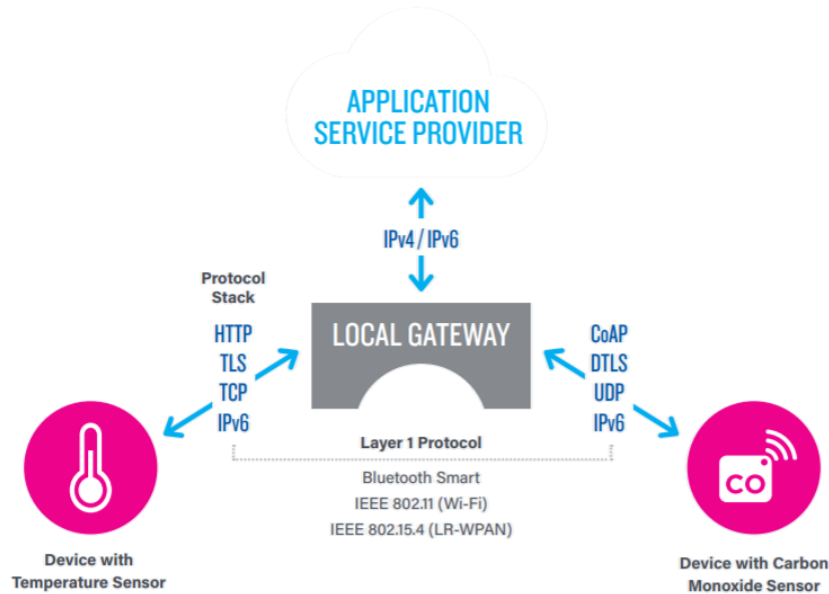 APPLICATION
SERVICE PROVIDER
IPv4 / IPv6
Protocol
Stack
HTTP
TLS
TCP
IPv6
LOCAL GATEWAY
CoAP
DTLS
UDP
IPv6
Layer 1 Protocol
Bluetooth Smart
IEEE 802.11 (Wi-Fi)
IEEE 802.15.4 (LR-WPAN)
Device with
Temperature Sensor
CO
Device with Carbon
Monoxide Sensor